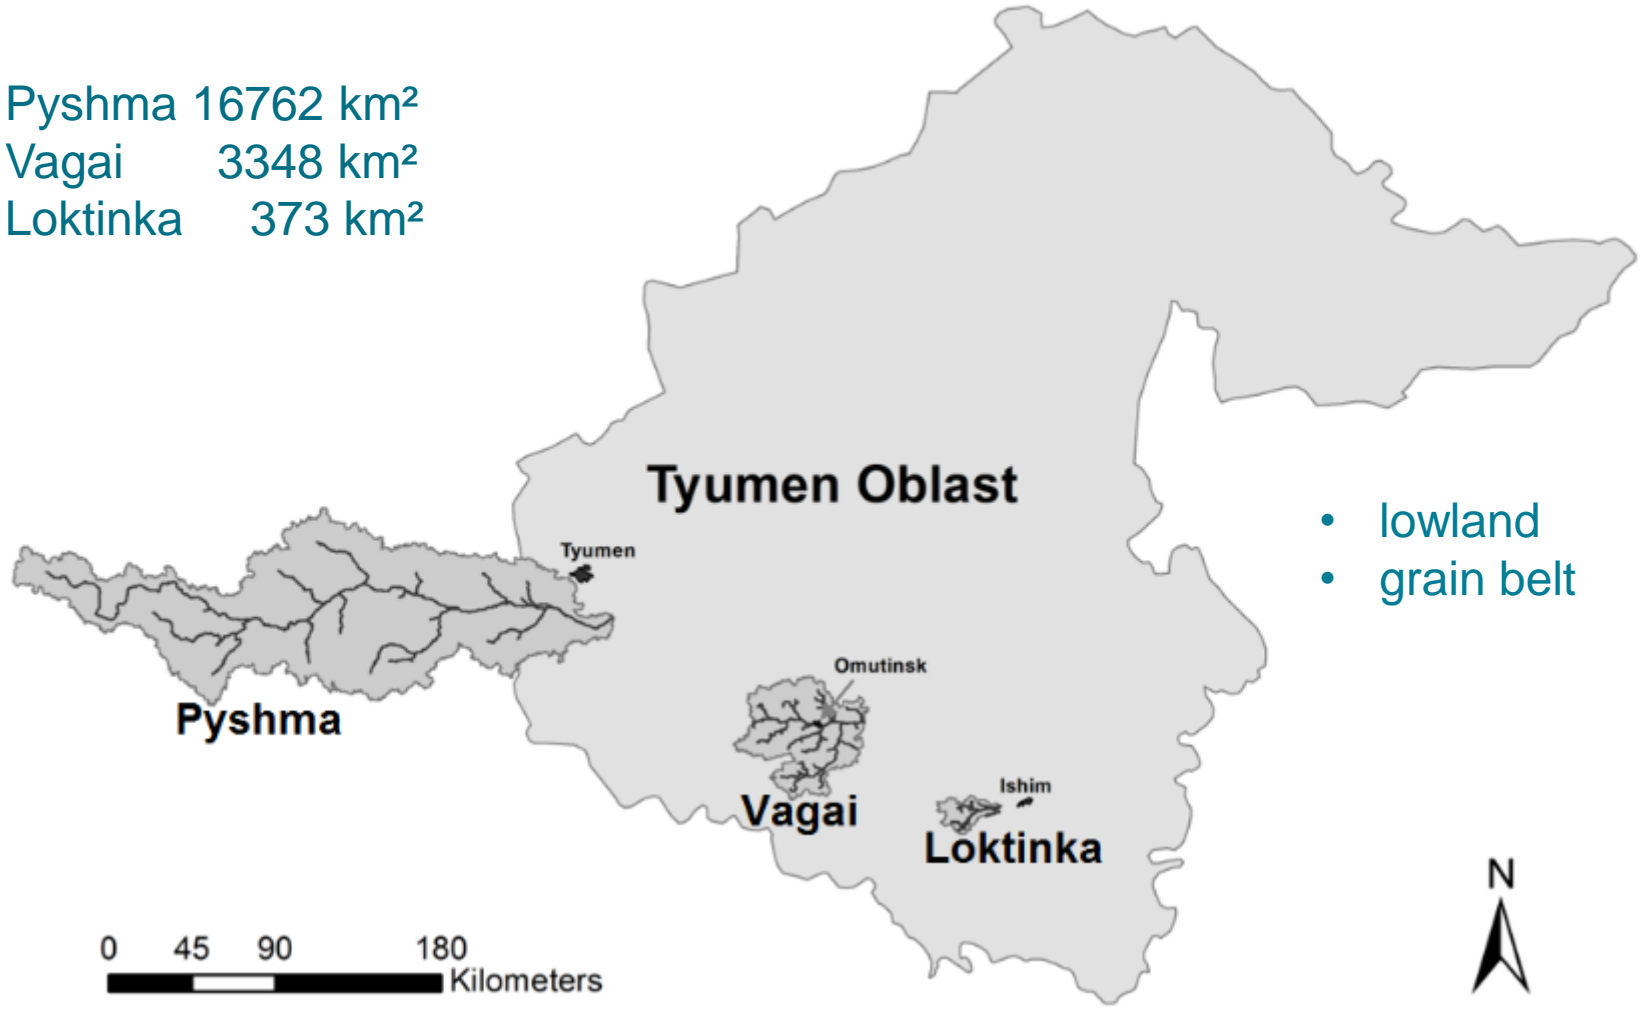 Pyshma 16762 km²
Vagai 3348 km²
Loktinka 373 km²
Tyumen Oblast
• lowland
• grain belt
Tyumen
Pyshma
Omutinsk
Vagai
Ishim
Loktinka
N
0 45 90 180
Kilometers